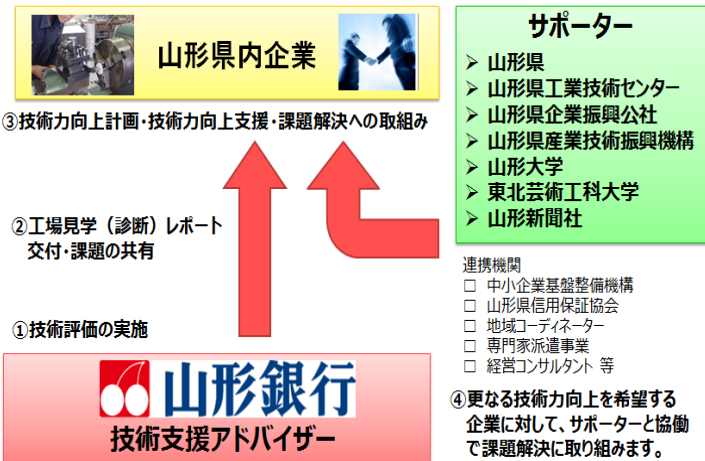 山形県内企業
③技術力向上計画・技術力向上支援・課題解決への取組み
②工場見学（診断）レポート
交付・課題の共有
①技術評価の実施
山形銀行
技術支援アドバイザー
サポーター
➢ 山形県
➢ 山形県工業技術センター
➢ 山形県企業振興公社
➢ 山形県産業技術振興機構
➢ 山形大学
➢ 東北芸術工科大学
➢ 山形新聞社
連携機関
□ 中小企業基盤整備機構
□ 山形県信用保証協会
□ 地域コーディネーター
□ 専門家派遣事業
□ 経営コンサルタント 等
④更なる技術力向上を希望する
企業に対して、サポーターと協働
で課題解決に取り組みます。